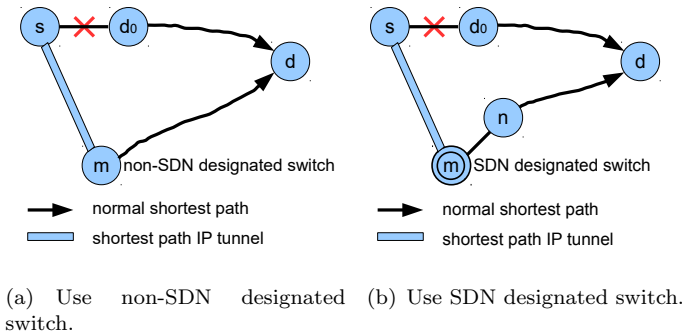 s
d0
d
m
non-SDN designated switch
normal shortest path
shortest path IP tunnel
(a) Use non-SDN designated
switch.
s
d0
d
n
m
SDN designated switch
normal shortest path
shortest path IP tunnel
(b) Use SDN designated switch.